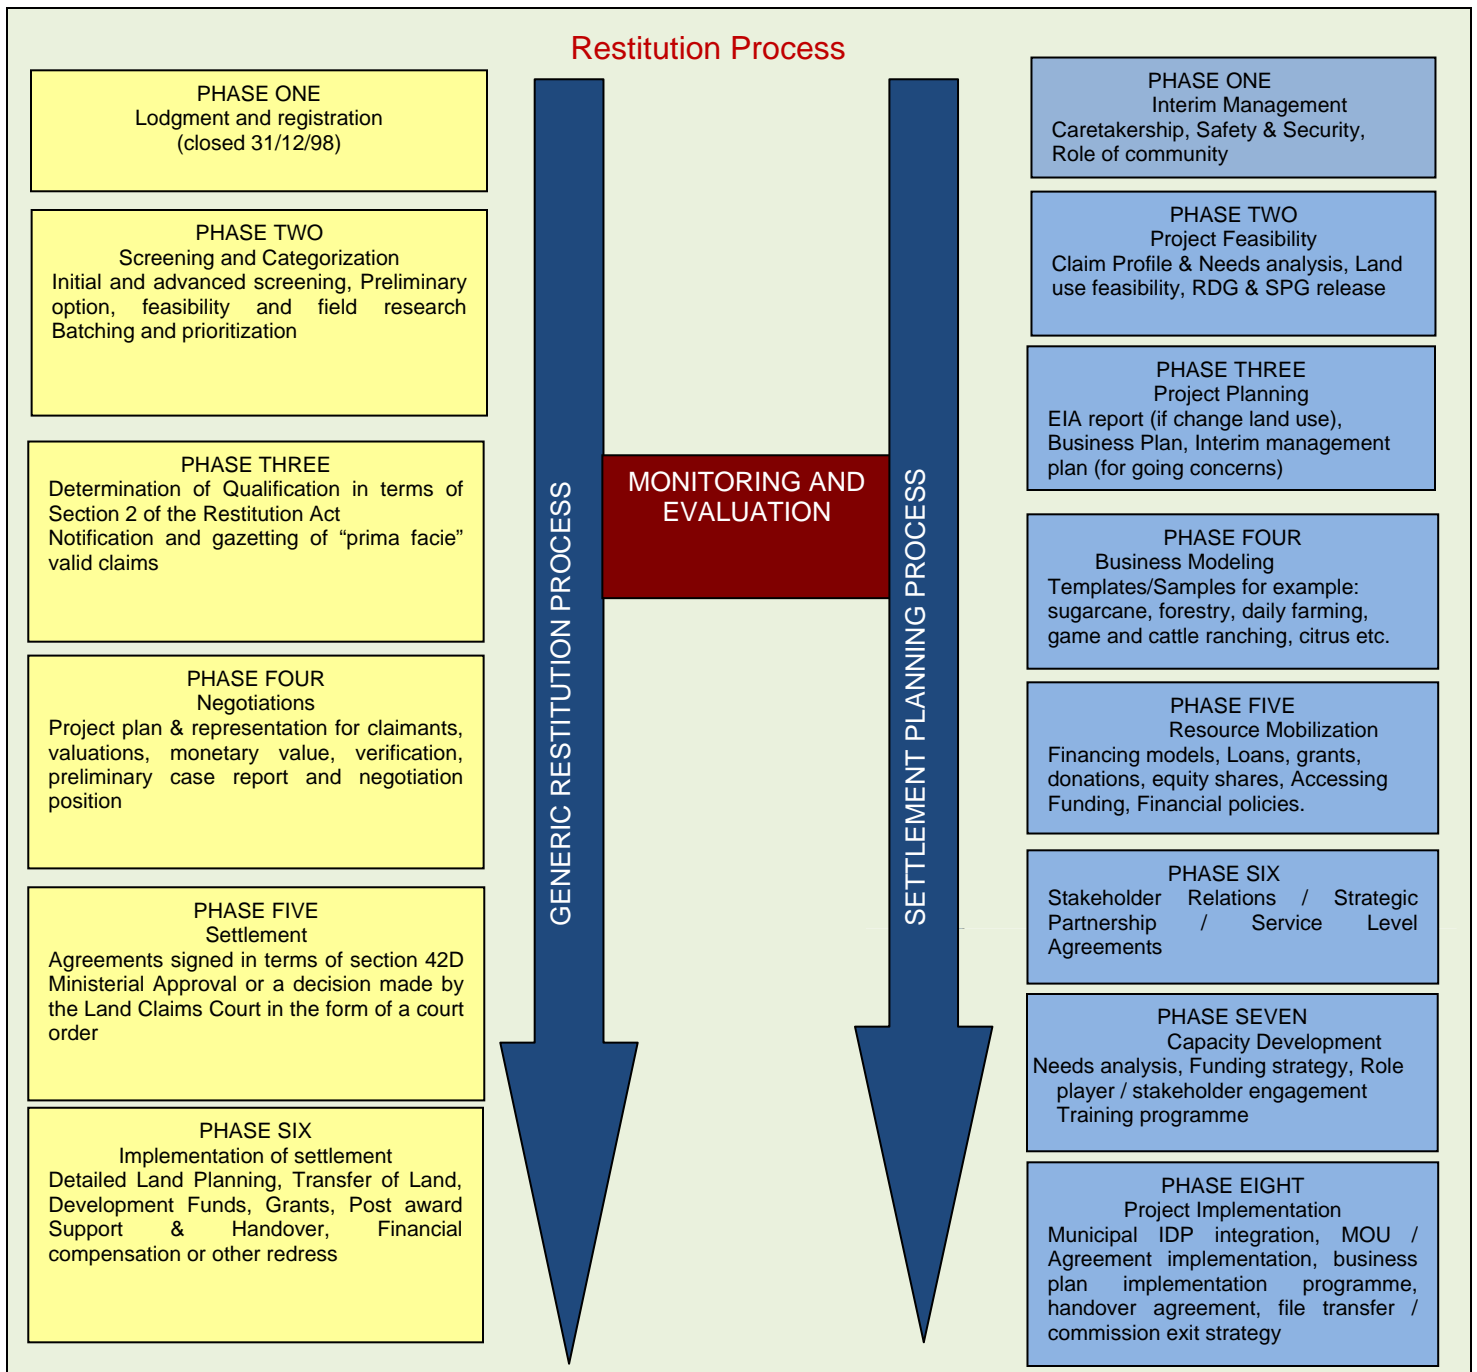 Restitution Process
PHASE ONE
Lodgment and registration
(closed 31/12/98)
PHASE TWO
Screening and Categorization
Initial and advanced screening, Preliminary
option, feasibility and field research
Batching and prioritization
PHASE THREE
Determination of Qualification in terms of
Section 2 of the Restitution Act
Notification and gazetting of “prima facie”
valid claims
PHASE FOUR
Negotiations
Project plan & representation for claimants,
valuations, monetary value, verification,
preliminary case report and negotiation
position
PHASE FIVE
Settlement
Agreements signed in terms of section 42D
Ministerial Approval or a decision made by
the Land Claims Court in the form of a court
order
PHASE SIX
Implementation of settlement
Detailed Land Planning, Transfer of Land,
Development Funds, Grants, Post award
Support & Handover, Financial
compensation or other redress
GENERIC RESTITUTION PROCESS
MONITORING AND
EVALUATION
SETTLEMENT PLANNING PROCESS
PHASE ONE
Interim Management
Caretakership, Safety & Security,
Role of community
PHASE TWO
Project Feasibility
Claim Profile & Needs analysis, Land
use feasibility, RDG & SPG release
PHASE THREE
Project Planning
EIA report (if change land use),
Business Plan, Interim management
plan (for going concerns)
PHASE FOUR
Business Modeling
Templates/Samples for example:
sugarcane, forestry, daily farming,
game and cattle ranching, citrus etc.
PHASE FIVE
Resource Mobilization
Financing models, Loans, grants,
donations, equity shares, Accessing
Funding, Financial policies.
PHASE SIX
Stakeholder Relations / Strategic
Partnership / Service Level
Agreements
PHASE SEVEN
Capacity Development
Needs analysis, Funding strategy, Role
player / stakeholder engagement
Training programme
PHASE EIGHT
Project Implementation
Municipal IDP integration, MOU /
Agreement implementation, business
plan implementation programme,
handover agreement, file transfer /
commission exit strategy